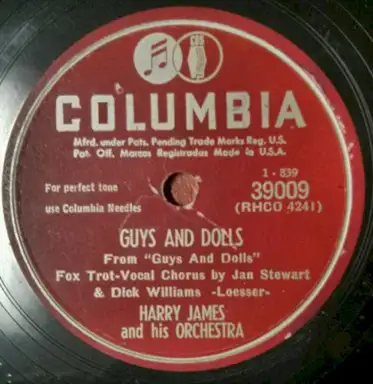 CBS
COLUMBIA
Mfrd. under Pats. Pending Trade Marks Reg. U.S.
Pat. Off. Marcas Registradas Made in U.S.A.
1 - 839
For perfect tone
39009
use Columbia Needles
(RHCO 4241)
GUYS AND DOLLS
From "Guys And Dolls"
Fox Trot-Vocal Chorus by Jan Stewart
& Dick Williams -Loesser-
HARRY JAMES
and his ORCHESTRA